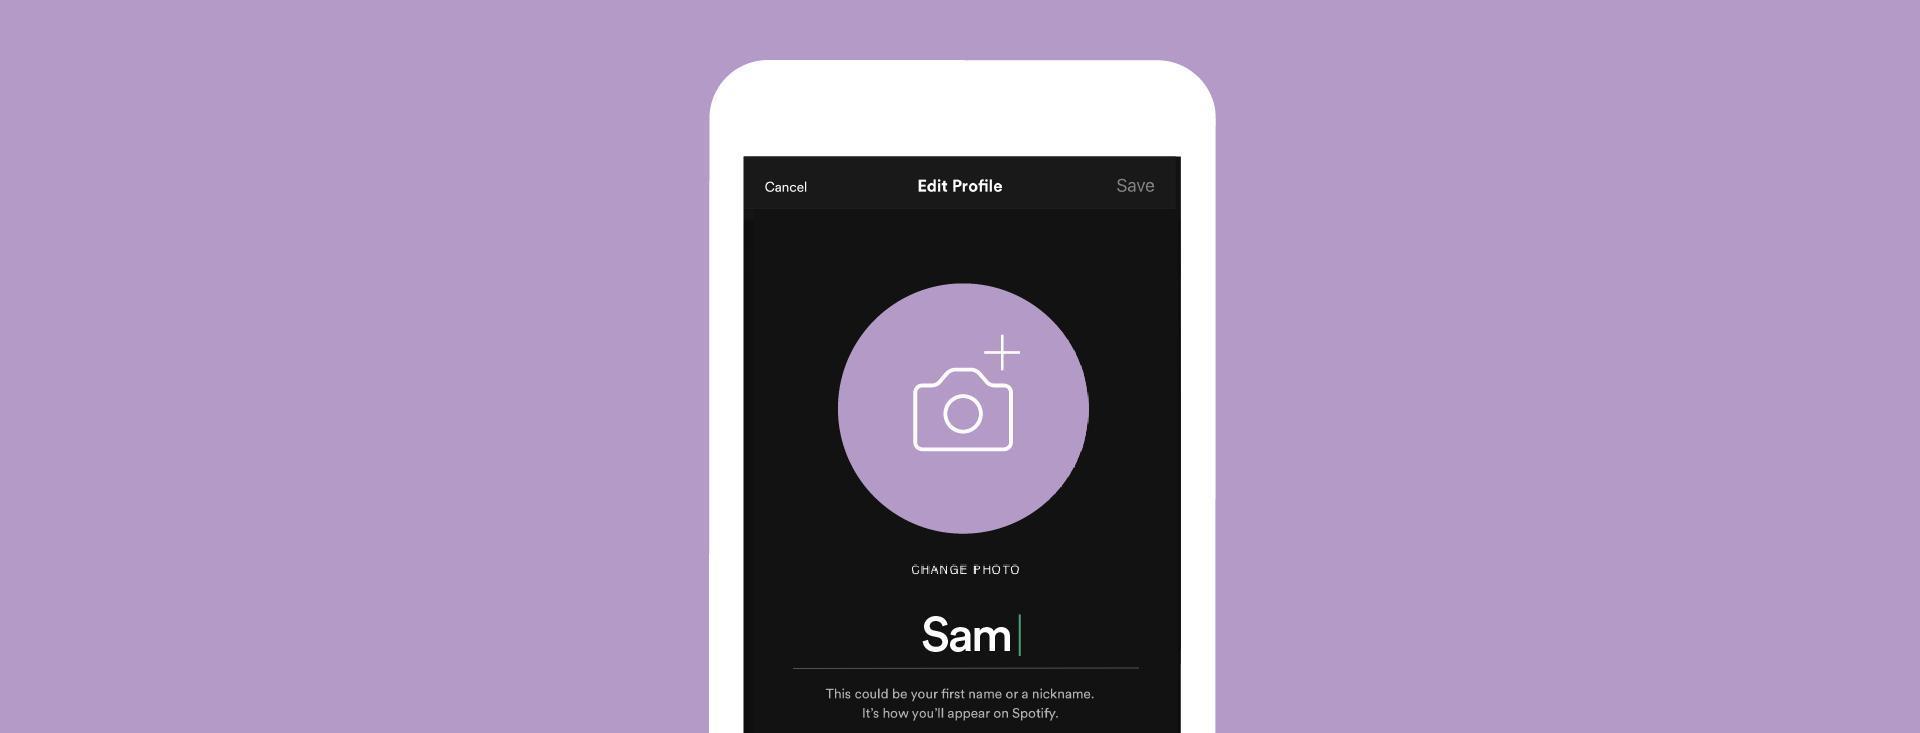 Cancel Edit Profile Save
CHANGE PHOTO
Sam
This could be your first name or a nickname.
It's how you'll appear on Spotify.